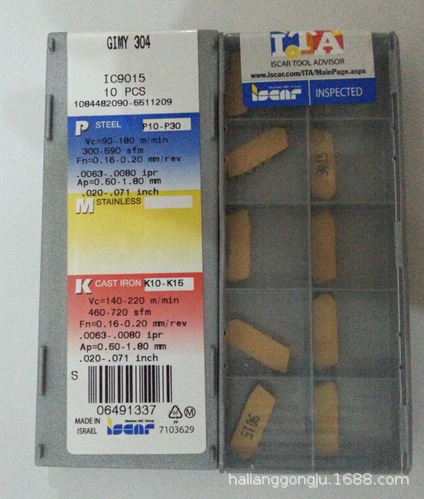 GIMY 304
IC9015
10 PCS
1084482090-6611209
P STEEL P10-P30
Vc=90-180 m/min
300-590 sfm
Fn=0.16-0.20 mm/rev
.0063-.0080 ipr
Ap=0.60-1.80 mm
.020-.071 inch
M STAINLESS
K CAST IRON K10-K15
Vc=140-220 m/min
460-720 sfm
Fn=0.16-0.20 mm/rev
.0063-.0080 ipr
Ap=0.60-1.80 mm
.020-.071 inch
S
06491337
MADE IN
ISRAEL
iscar
PP
M
7103629
ITA
ISCAR TOOL ADVISOR
www.iscar.com/ITA/MainPage.aspx
iscar
INSPECTED
9015
hailianggongju.1688.com